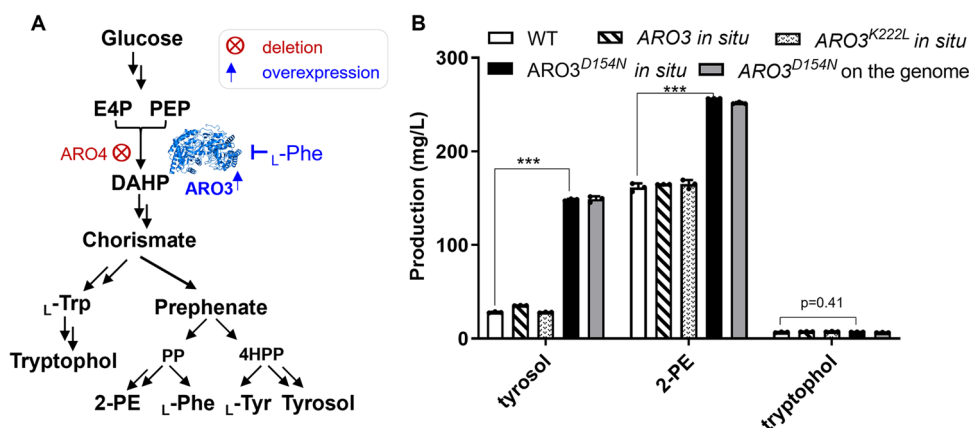 A
Glucose
deletion
overexpression
E4P PEP
ARO4
ARO3
L-Phe
DAHP
Chorismate
L-Trp
Prephenate
Tryptophol
PP
4HPP
2-PE L-Phe L-Tyr Tyrosol
B
WT ARO3 in situ ARO3K222L in situ
ARO3D154N in situ ARO3D154N on the genome
Production (mg/L)
300
200
100
0
***
***
p=0.41
tyrosol
2-PE
tryptophol